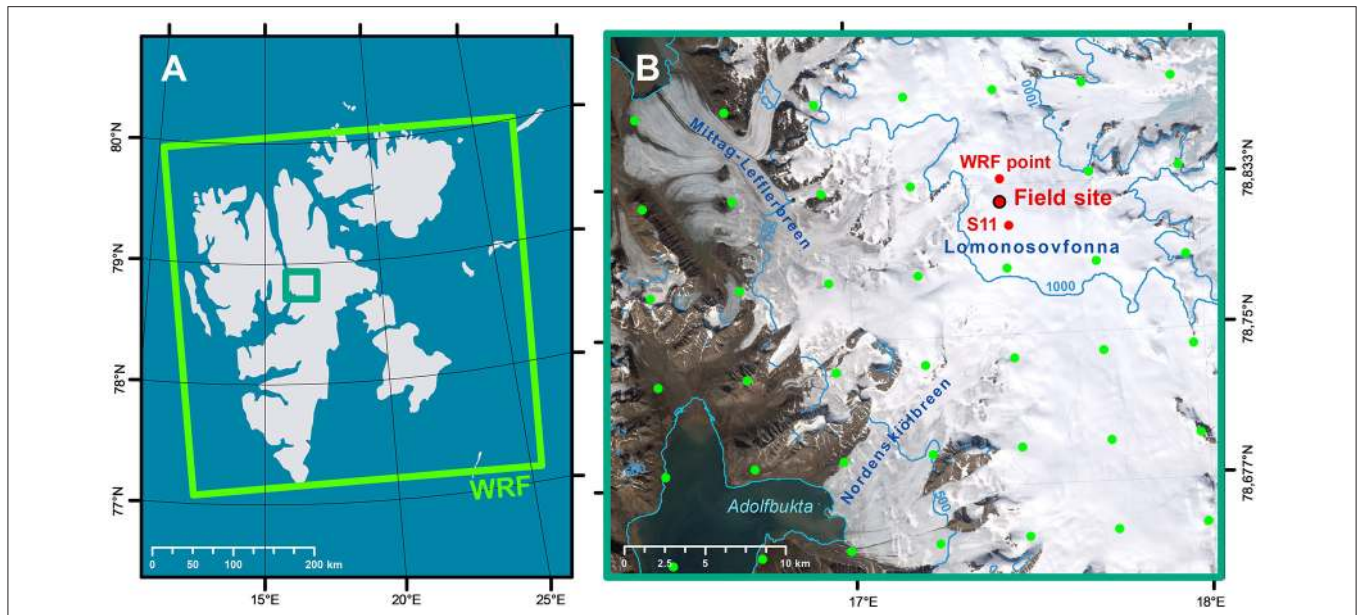 A
80°N
79°N
78°N
77°N
WRF
0 50 100 200 km
15°E
20°E
25°E
B
Mittag-Lefflerbreen
1000
WRF point
Field site
S11
Lomonosovfonna
1000
Nordenskiölbreen
500
Adolfbukta
0 2.5 5 10 km
78,833°N
78,75°N
78,677°N
17°E
18°E